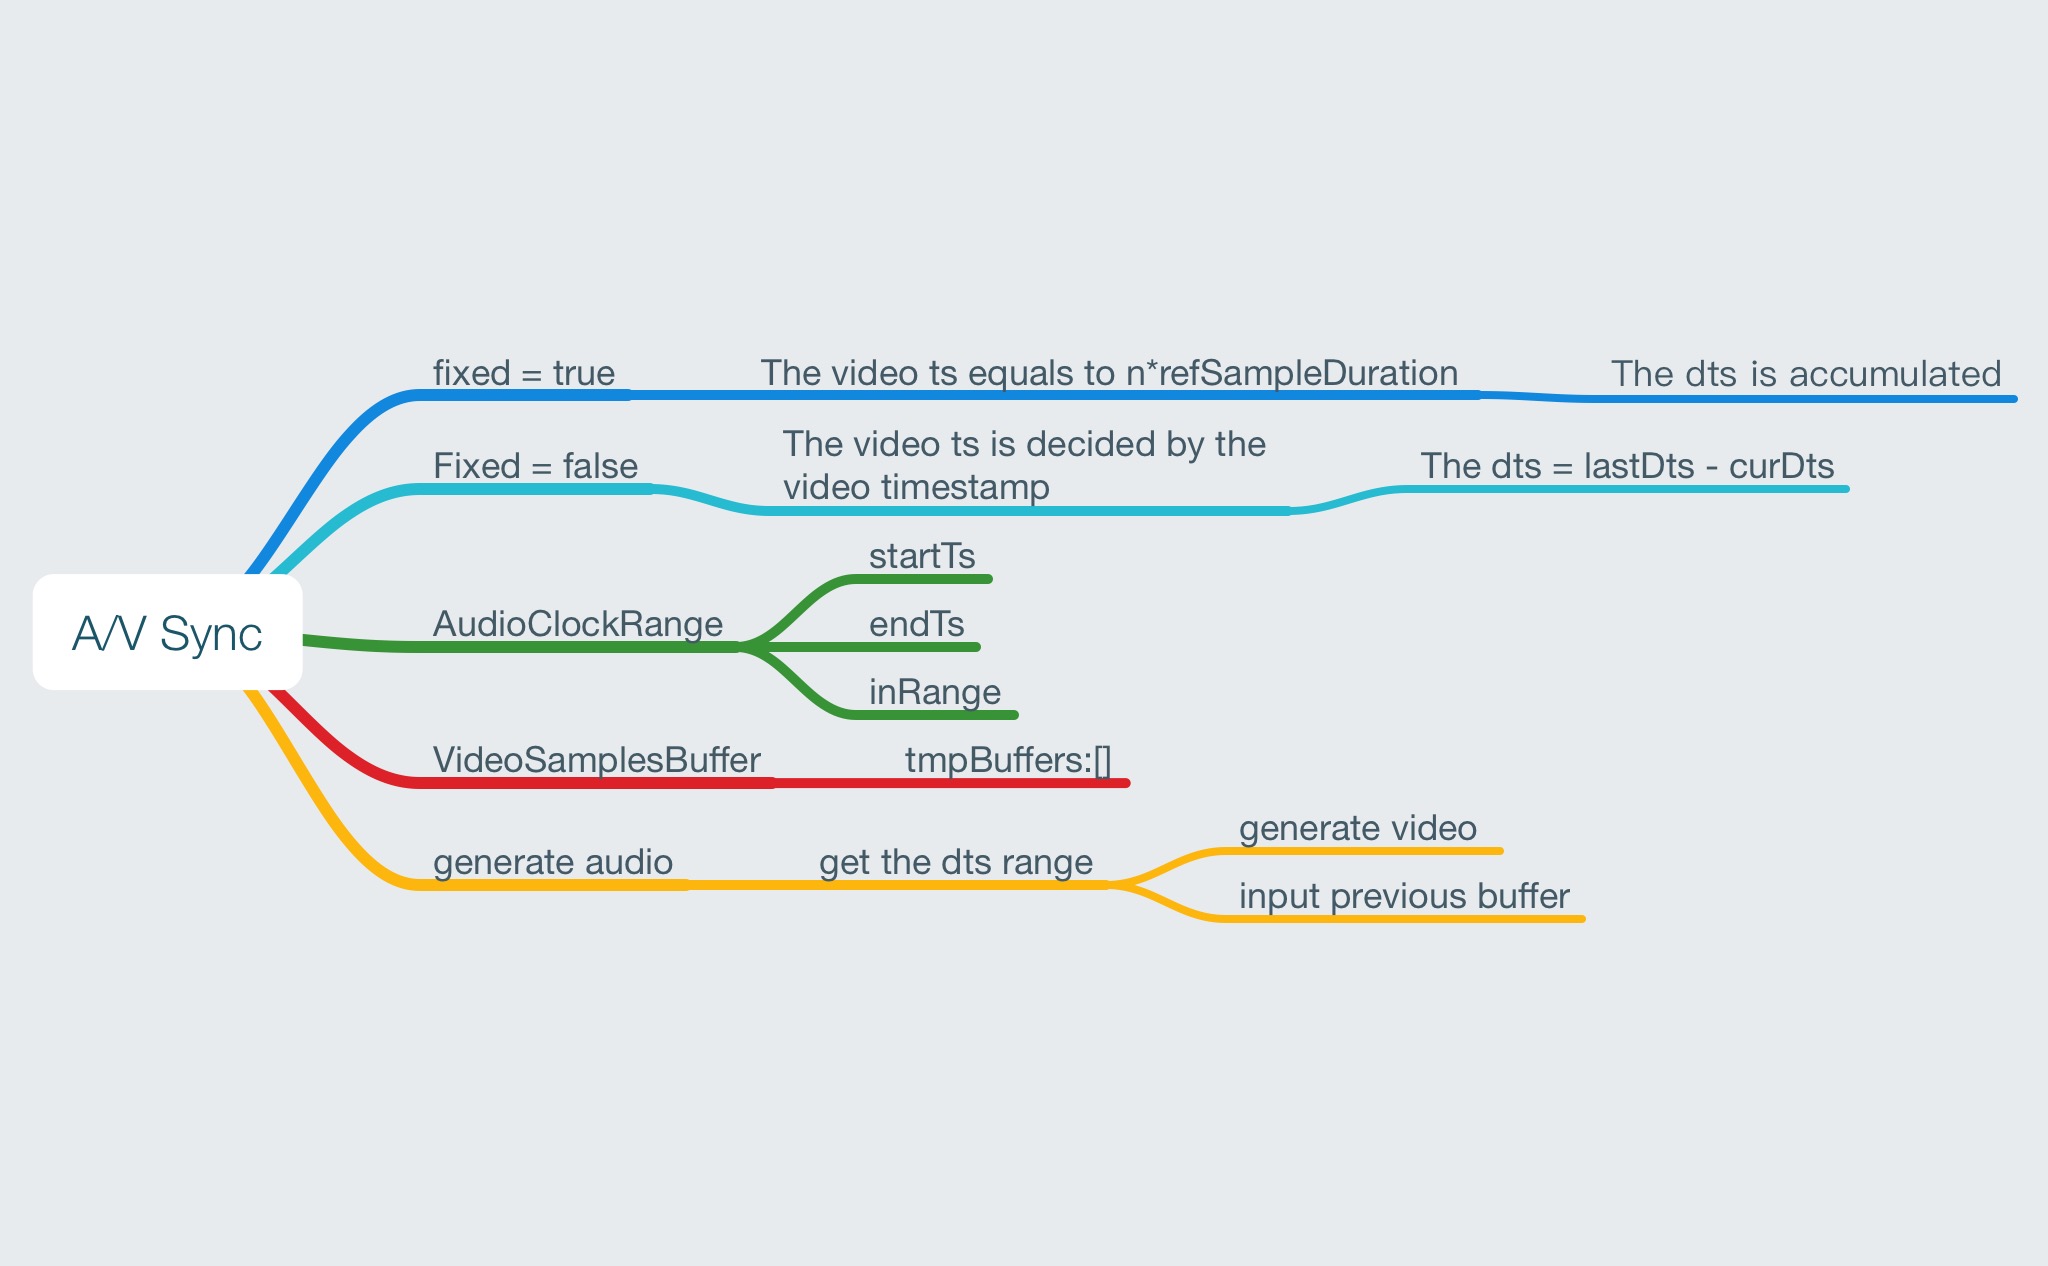 A/V Sync
fixed = true
The video ts equals to n*refSampleDuration
The dts is accumulated
Fixed = false
The video ts is decided by the
video timestamp
The dts = lastDts - curDts
AudioClockRange
startTs
endTs
inRange
VideoSamplesBuffer
tmpBuffers:[]
generate audio
get the dts range
generate video
input previous buffer